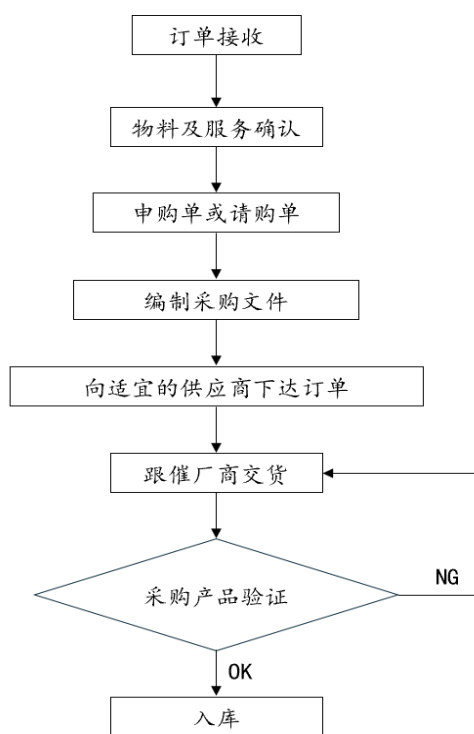 订单接收
物料及服务确认
申购单或请购单
编制采购文件
向适宜的供应商下达订单
跟催厂商交货
采购产品验证
NG
OK
入库